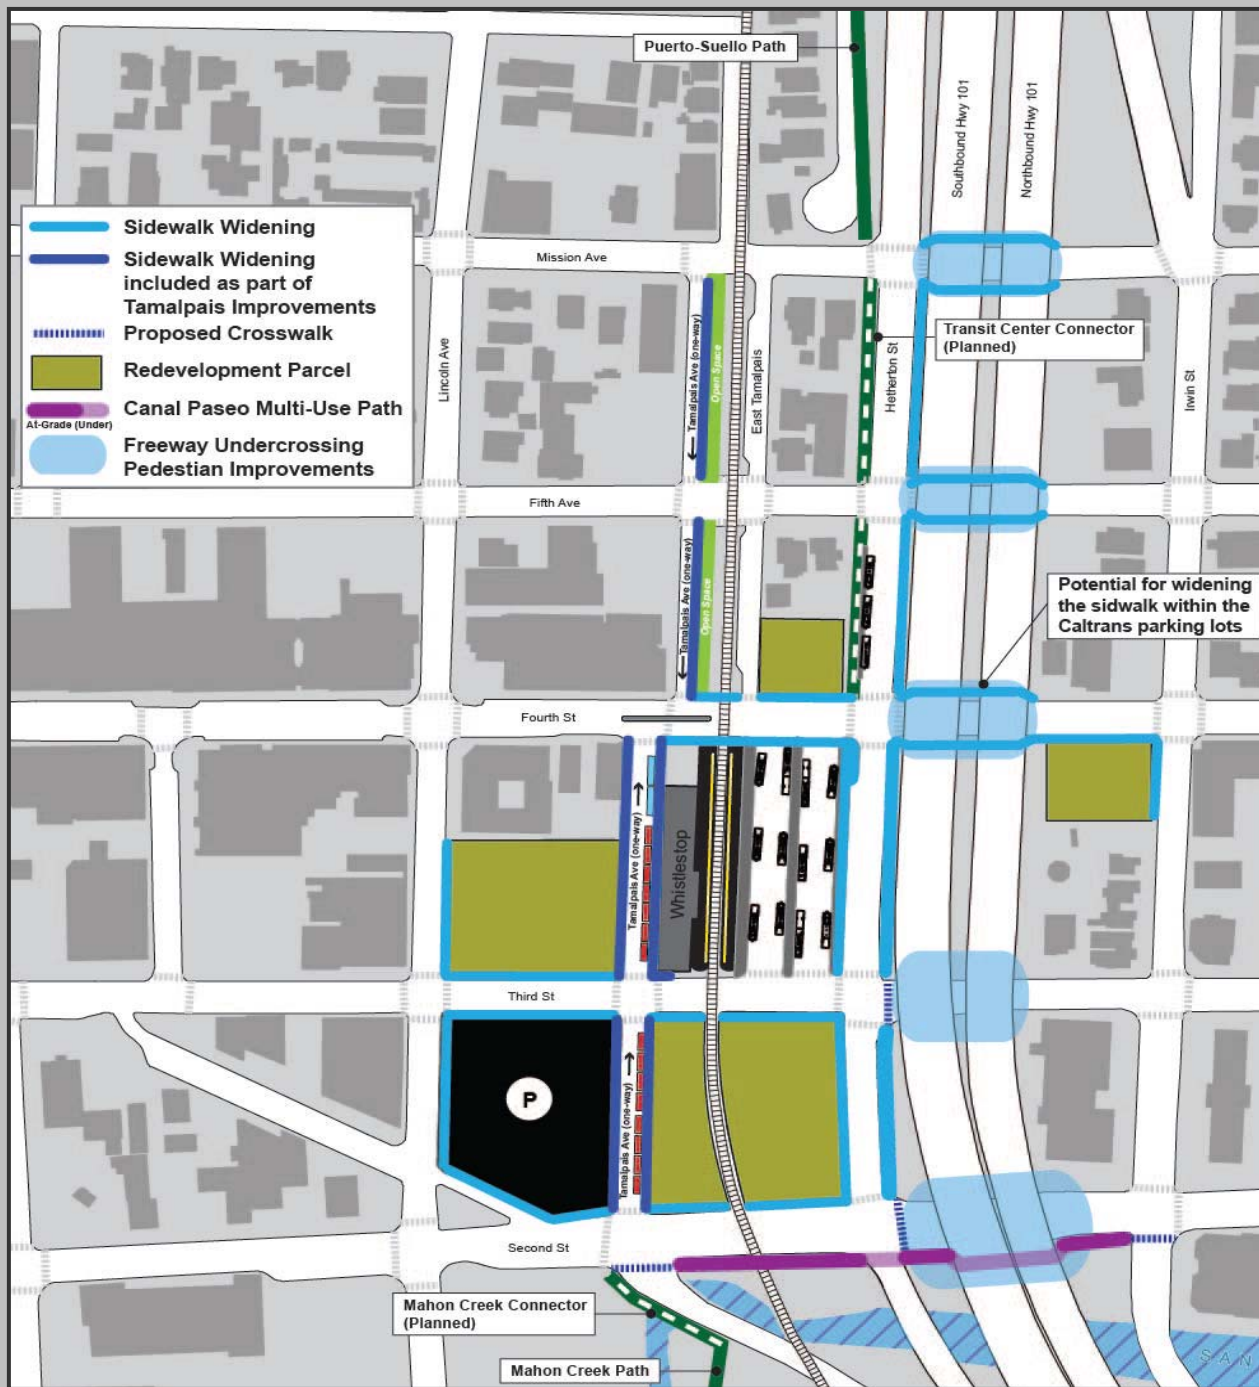 Puerto-Suello Path
Southbound Hwy 101
Northbound Hwy 101
Sidewalk Widening
Sidewalk Widening
included as part of
Tamalpais Improvements
Proposed Crosswalk
Redevelopment Parcel
Canal Paseo Multi-Use Path
At-Grade (Under)
Freeway Undercrossing
Pedestian Improvements
Mission Ave
Lincoln Ave
Tamalpais Ave (one-way)
Open Space
East Tamalpais
Hetherton St
Transit Center Connector
(Planned)
Irwin St
Fifth Ave
Tamalpais Ave (one-way)
Open Space
Potential for widening
the sidwalk within the
Caltrans parking lots
Fourth St
Tamalpais Ave (one-way)
Whistlestop
Third St
P
Tamalpais Ave (one-way)
Second St
Mahon Creek Connector
(Planned)
Mahon Creek Path
SAN